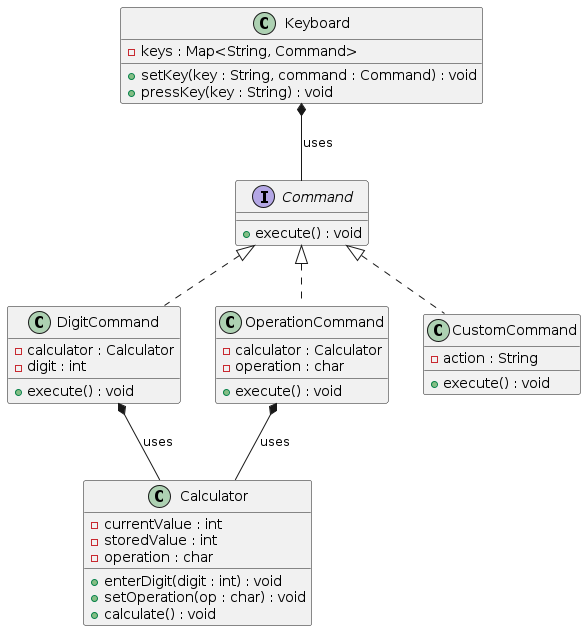 C Keyboard
keys : Map<String, Command>
setKey(key : String, command : Command) : void
pressKey(key : String) : void
uses
I Command
execute() : void
C DigitCommand
calculator : Calculator
digit : int
execute() : void
C OperationCommand
calculator : Calculator
operation : char
execute() : void
C CustomCommand
action : String
execute() : void
uses
uses
C Calculator
currentValue : int
storedValue : int
operation : char
enterDigit(digit : int) : void
setOperation(op : char) : void
calculate() : void